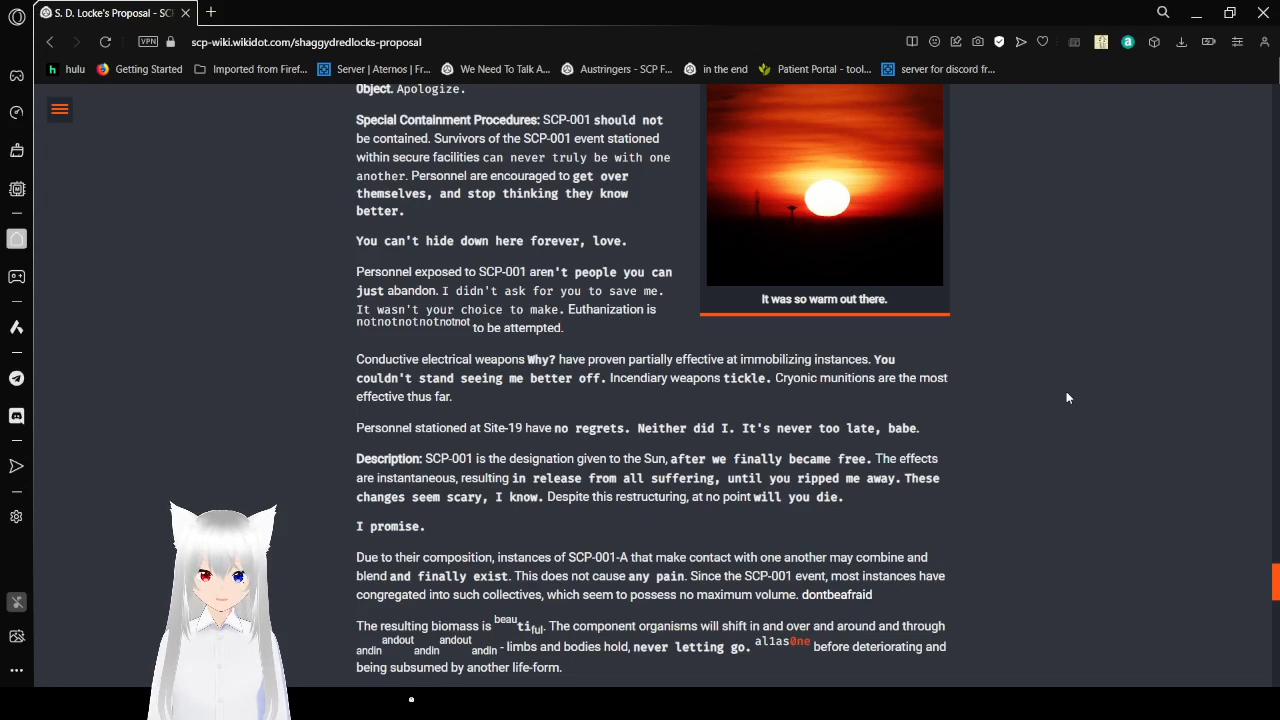 S. D. Locke's Proposal - SC
VPN
scp-wiki.wikidot.com/shaggydredlocks-proposal
hulu
Getting Started
Imported from Firef...
Server | Aternos | Fr...
We Need To Talk A...
Austringers - SCP F...
in the end
Patient Portal - tool...
server for discord fr...
Object. Apologize.
Special Containment Procedures: SCP-001 should not
be contained. Survivors of the SCP-001 event stationed
within secure facilities can never truly be with one
another. Personnel are encouraged to get over
themselves, and stop thinking they know
better.
You can't hide down here forever, love.
Personnel exposed to SCP-001 aren't people you can
just abandon. I didn't ask for you to save me.
It wasn't your choice to make. Euthanization is
notnotnotnotnotnot to be attempted.
It was so warm out there.
Conductive electrical weapons Why? have proven partially effective at immobilizing instances. You
couldn't stand seeing me better off. Incendiary weapons tickle. Cryonic munitions are the most
effective thus far.
Personnel stationed at Site-19 have no regrets. Neither did I. It's never too late, babe.
Description: SCP-001 is the designation given to the Sun, after we finally became free. The effects
are instantaneous, resulting in release from all suffering, until you ripped me away. These
changes seem scary, I know. Despite this restructuring, at no point will you die.
I promise.
Due to their composition, instances of SCP-001-A that make contact with one another may combine and
blend and finally exist. This does not cause any pain. Since the SCP-001 event, most instances have
congregated into such collectives, which seem to possess no maximum volume. dontbeafraid
The resulting biomass is beautiful. The component organisms will shift in and over and around and through
andin andout andin andout andin - limbs and bodies hold, never letting go. al1as0ne before deteriorating and
being subsumed by another life-form.